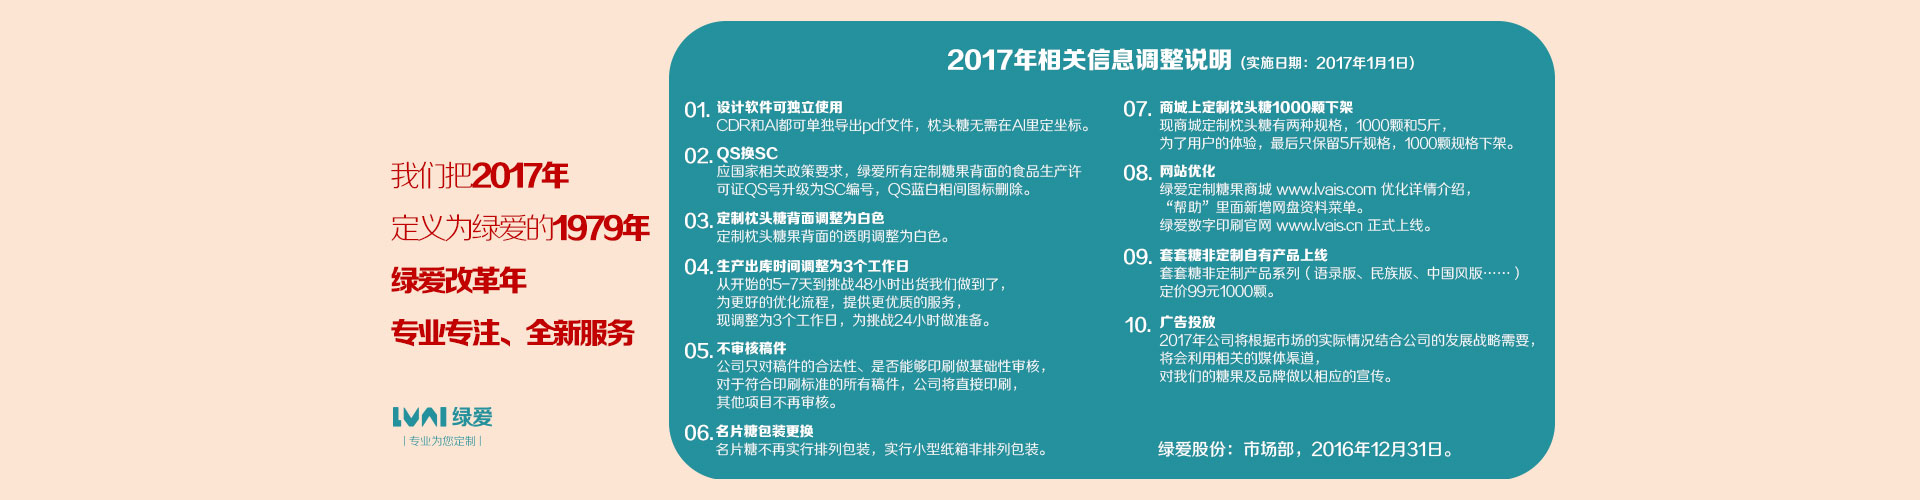 我们把2017年
定义为绿爱的1979年
绿爱改革年
专业专注、全新服务
LVAI 绿爱
|专业为您定制|
2017年相关信息调整说明（实施日期：2017年1月1日）
01. 设计软件可独立使用
CDR和AI都可单独导出pdf文件，枕头糖无需在AI里定坐标。
02. QS换SC
应国家相关政策要求，绿爱所有定制糖果背面的食品生产许
可证QS号升级为SC编号，QS蓝白相间图标删除。
03. 定制枕头糖背面调整为白色
定制枕头糖果背面的透明调整为白色。
04. 生产出库时间调整为3个工作日
从开始的5-7天到挑战48小时出货我们做到了，
为更好的优化流程，提供更优质的服务，
现调整为3个工作日，为挑战24小时做准备。
05. 不审核稿件
公司只对稿件的合法性、是否能够印刷做基础性审核，
对于符合印刷标准的所有稿件，公司将直接印刷，
其他项目不再审核。
06. 名片糖包装更换
名片糖不再实行排列包装，实行小型纸箱非排列包装。
07. 商城上定制枕头糖1000颗下架
现商城定制枕头糖有两种规格，1000颗和5斤，
为了用户的体验，最后只保留5斤规格，1000颗规格下架。
08. 网站优化
绿爱定制糖果商城 www.lvais.com 优化详情介绍，
“帮助”里面新增网盘资料菜单。
绿爱数字印刷官网 www.lvais.cn 正式上线。
09. 套套糖非定制自有产品上线
套套糖非定制产品系列（语录版、民族版、中国风版……）
定价99元1000颗。
10. 广告投放
2017年公司将根据市场的实际情况结合公司的发展战略需要，
将会利用相关的媒体渠道，
对我们的糖果及品牌做以相应的宣传。
绿爱股份：市场部，2016年12月31日。